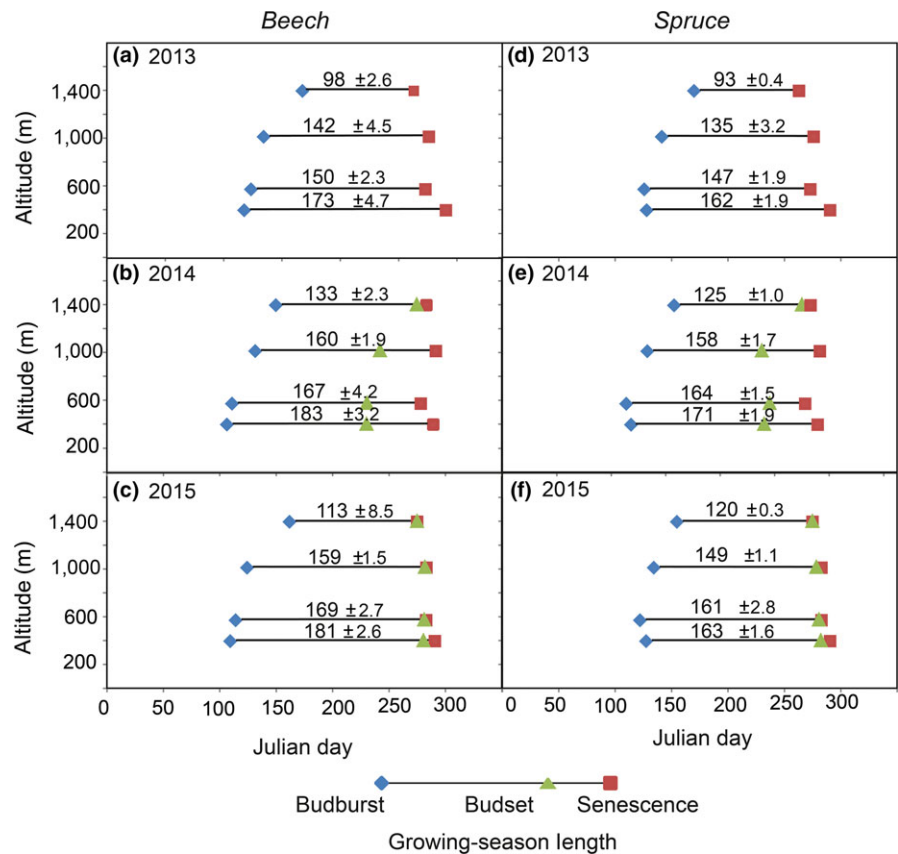 Beech
Spruce
(a) 2013
(d) 2013
Altitude (m)
1,400
1,000
600
200
98 ±2.6
142 ±4.5
150 ±2.3
173 ±4.7
93 ±0.4
135 ±3.2
147 ±1.9
162 ±1.9
(b) 2014
(e) 2014
Altitude (m)
1,400
1,000
600
200
133 ±2.3
160 ±1.9
167 ±4.2
183 ±3.2
125 ±1.0
158 ±1.7
164 ±1.5
171 ±1.9
(c) 2015
(f) 2015
Altitude (m)
1,400
1,000
600
200
113 ±8.5
159 ±1.5
169 ±2.7
181 ±2.6
120 ±0.3
149 ±1.1
161 ±2.8
163 ±1.6
0 50 100 150 200 250 300
0 50 100 150 200 250 300
Julian day
Julian day
Budburst Budset Senescence
Growing-season length